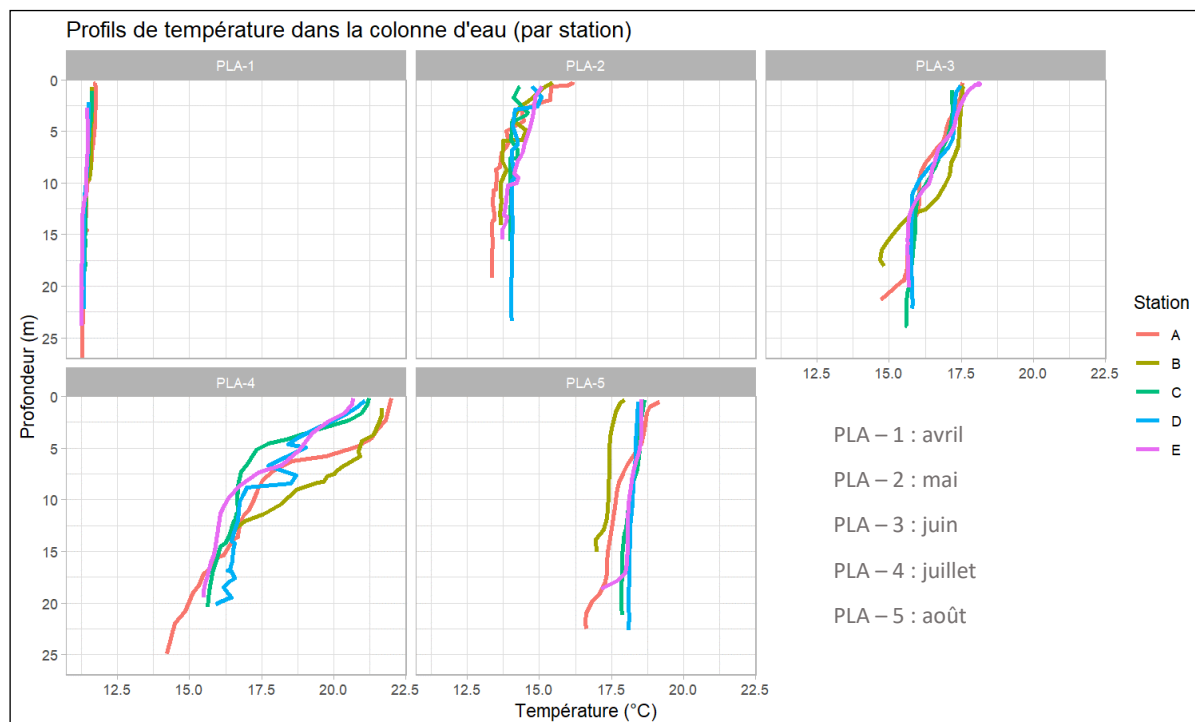 Profils de température dans la colonne d'eau (par station)
PLA-1
PLA-2
PLA-3
0
5
10
15
20
25
12.5
15.0
17.5
20.0
22.5
PLA-4
PLA-5
0
5
10
15
20
25
12.5
15.0
17.5
20.0
22.5
12.5
15.0
17.5
20.0
22.5
Profondeur (m)
Température (°C)
Station
A
B
C
D
E
PLA – 1 : avril
PLA – 2 : mai
PLA – 3 : juin
PLA – 4 : juillet
PLA – 5 : août